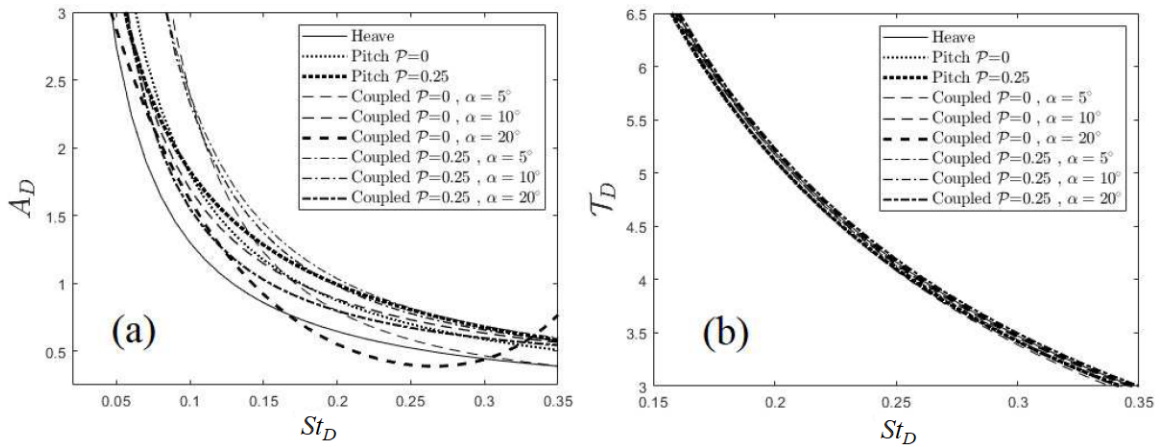 3
2.5
2
1.5
1
0.5
A_D
(a)
Heave
Pitch 𝒫=0
Pitch 𝒫=0.25
Coupled 𝒫=0 , α = 5°
Coupled 𝒫=0 , α = 10°
Coupled 𝒫=0 , α = 20°
Coupled 𝒫=0.25 , α = 5°
Coupled 𝒫=0.25 , α = 10°
Coupled 𝒫=0.25 , α = 20°
0.05 0.1 0.15 0.2 0.25 0.3 0.35
St_D
6.5
6
5.5
5
4.5
4
3.5
3
𝒯_D
(b)
Heave
Pitch 𝒫=0
Pitch 𝒫=0.25
Coupled 𝒫=0 , α = 5°
Coupled 𝒫=0 , α = 10°
Coupled 𝒫=0 , α = 20°
Coupled 𝒫=0.25 , α = 5°
Coupled 𝒫=0.25 , α = 10°
Coupled 𝒫=0.25 , α = 20°
0.15 0.2 0.25 0.3 0.35
St_D